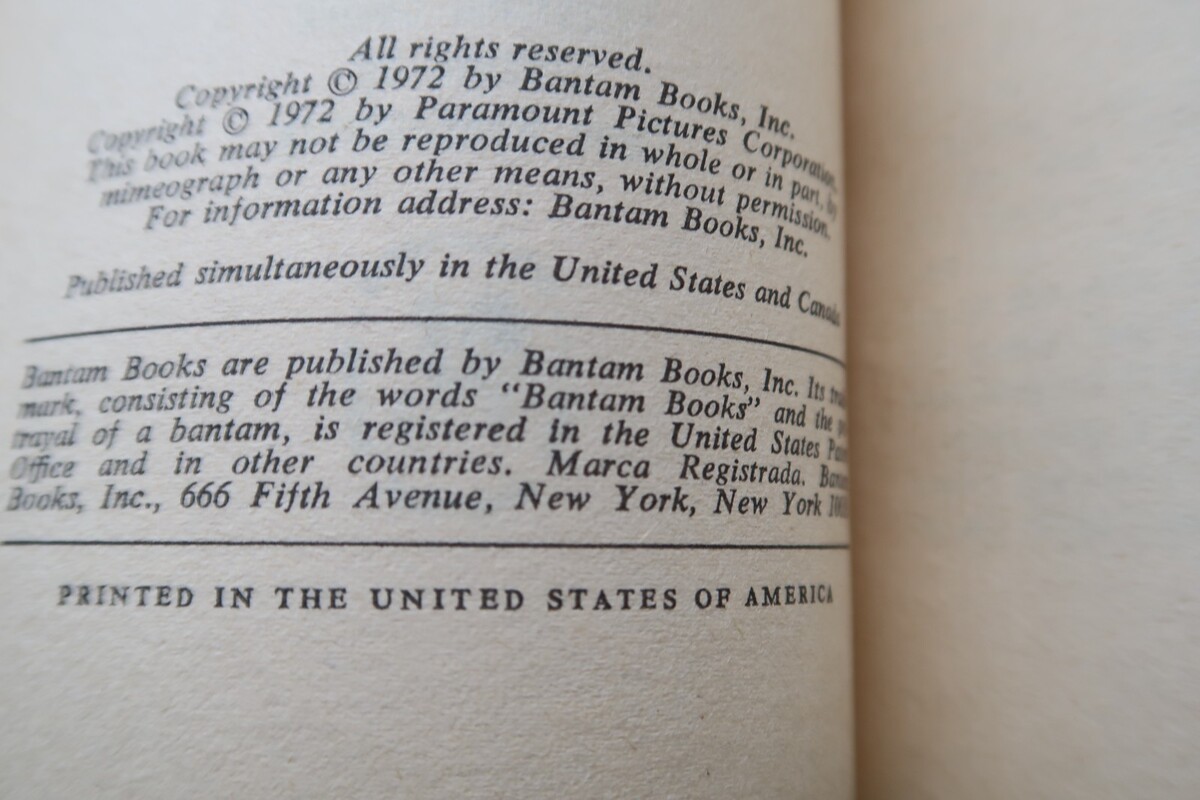 All rights reserved.
Copyright © 1972 by Bantam Books, Inc.
Copyright © 1972 by Paramount Pictures Corporation.
This book may not be reproduced in whole or in part, by
mimeograph or any other means, without permission.
For information address: Bantam Books, Inc.
Published simultaneously in the United States and Canada
Bantam Books are published by Bantam Books, Inc. Its
mark, consisting of the words "Bantam Books" and the
trayal of a bantam, is registered in the United States
Office and in other countries. Marca Registrada.
Books, Inc., 666 Fifth Avenue, New York, New York
PRINTED IN THE UNITED STATES OF AMERICA